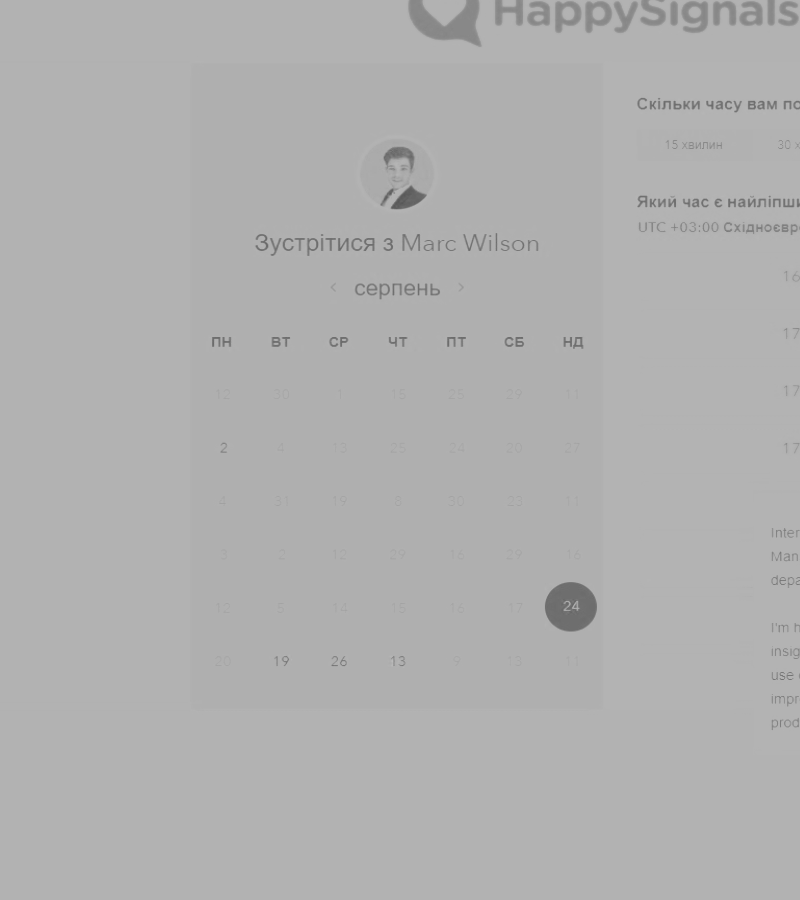 HappySignals
Зустрітися з Marc Wilson
серпень
ПН ВТ СР ЧТ ПТ СБ НД
12 30 1 15 25 29 11
2 4 13 25 24 20 27
4 31 19 8 30 23 11
3 2 12 29 16 29 16
12 5 14 15 16 17 24
20 19 26 13 9 13 11
Скільки часу вам по
15 хвилин 30 х
Який час є найліпши
UTC +03:00 Східноєвро
16
17
17
17
Inter
Man
depa
I'm h
insig
use
impr
prod